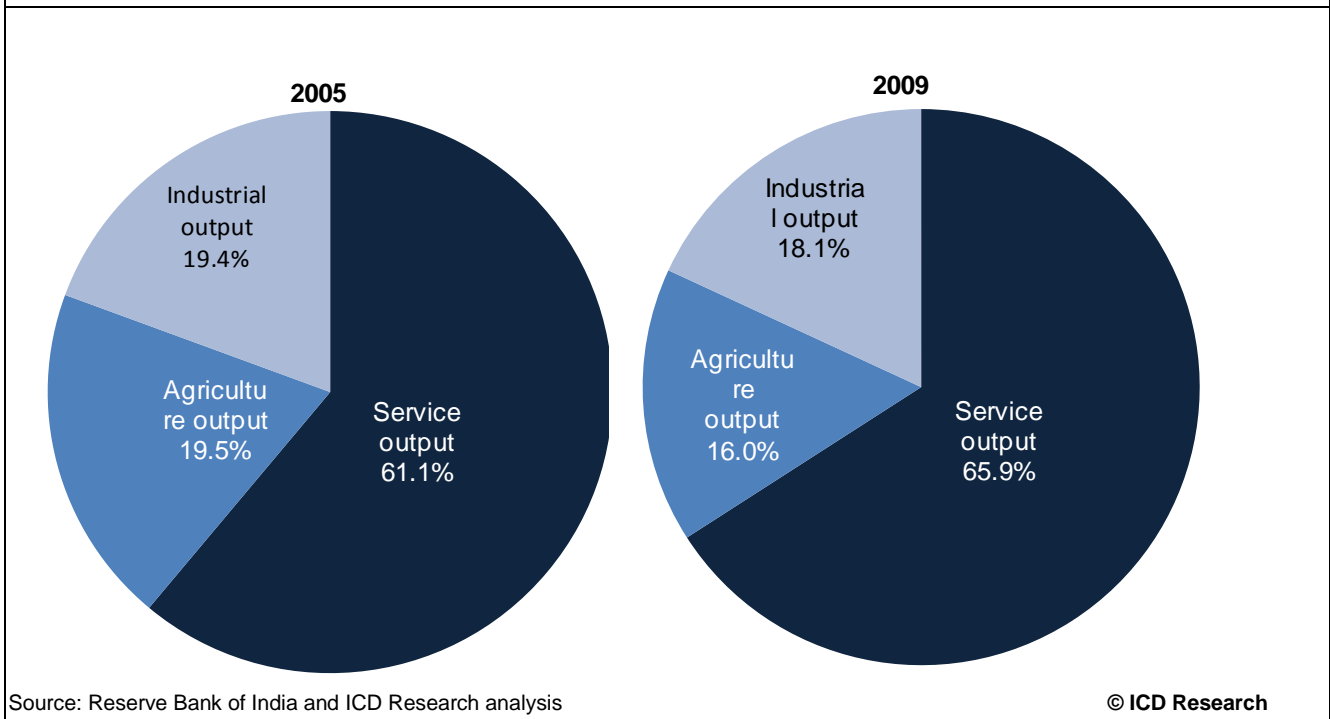 2005
Industrial
output
19.4%
Agricultu
re output
19.5%
Service
output
61.1%
2009
Industria
l output
18.1%
Agricultu
re
output
16.0%
Service
output
65.9%
Source: Reserve Bank of India and ICD Research analysis
© ICD Research